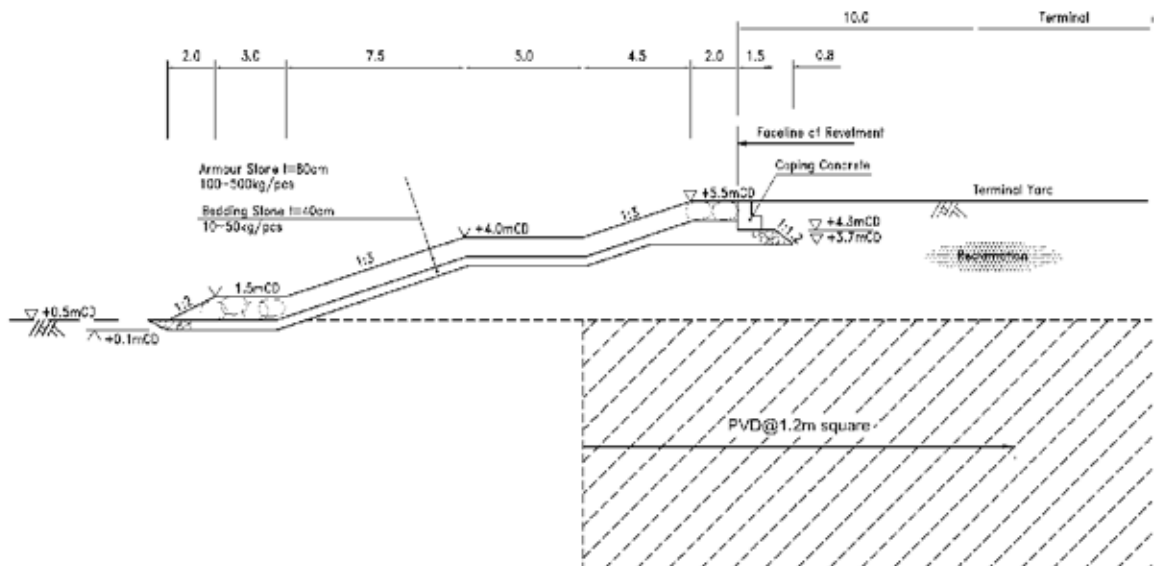 10.0
Terminal
2.0
3.0
7.5
5.0
4.5
2.0
1.5
0.8
Faceline of Revetment
Coping Concrete
Armour Stone t=80cm
100-500kg/pcs
Bedding Stone t=40cm
10-50kg/pcs
+5.5mCD
Terminal Yard
1:3
+4.0mCD
1:1.2
+4.3mCD
+3.7mCD
1:3
Reclamation
1.5mCD
1:2
+0.5mCD
+0.1mCD
PVD@1.2m square